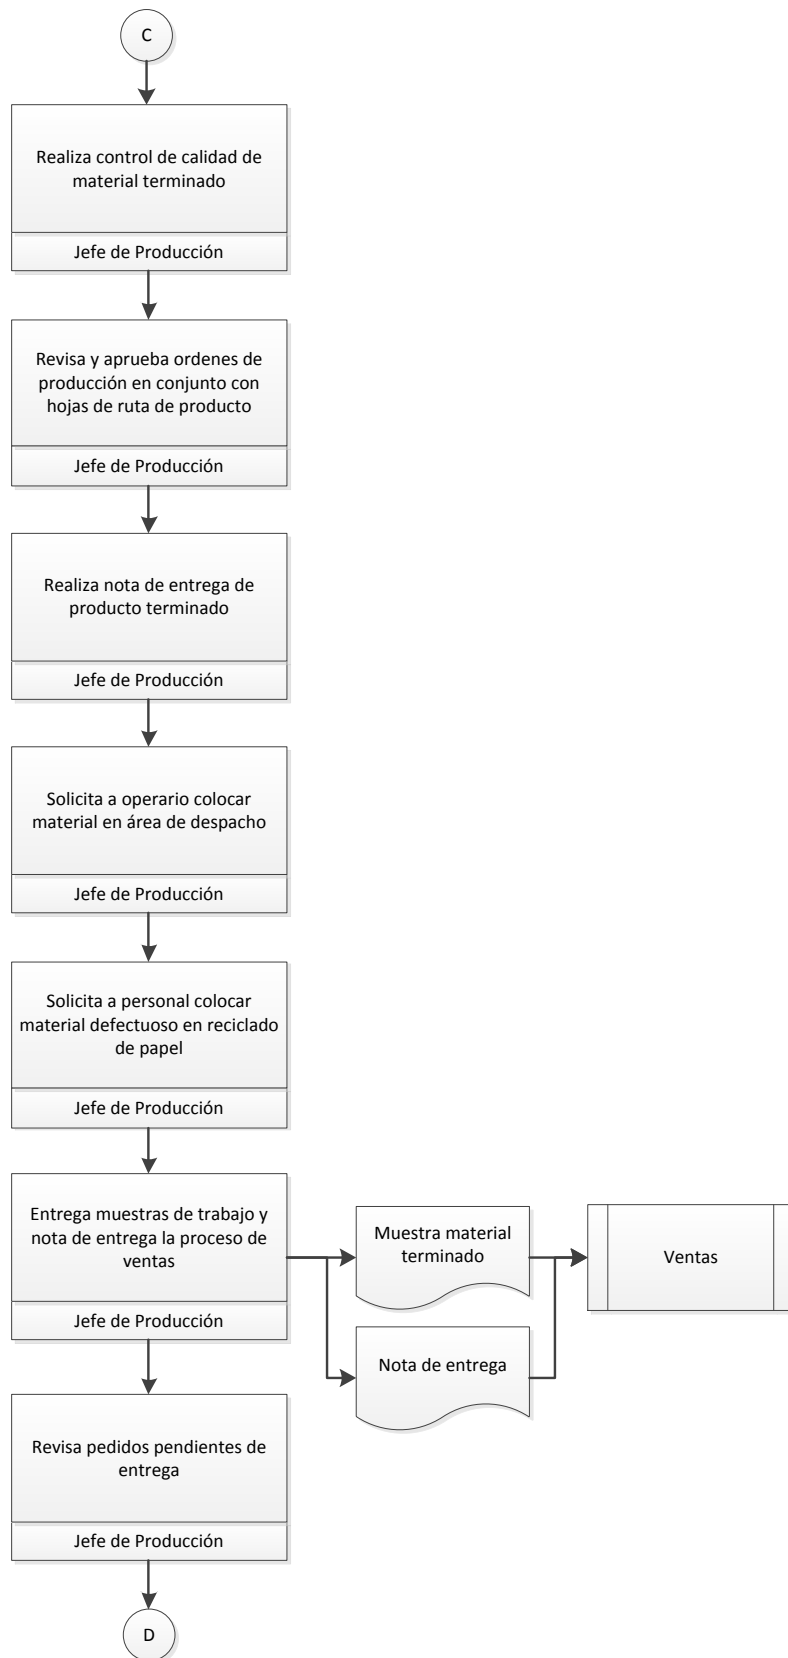 C
Realiza control de calidad de
material terminado
Jefe de Producción
Revisa y aprueba ordenes de
producción en conjunto con
hojas de ruta de producto
Jefe de Producción
Realiza nota de entrega de
producto terminado
Jefe de Producción
Solicita a operario colocar
material en área de despacho
Jefe de Producción
Solicita a personal colocar
material defectuoso en reciclado
de papel
Jefe de Producción
Entrega muestras de trabajo y
nota de entrega la proceso de
ventas
Jefe de Producción
Muestra material
terminado
Ventas
Nota de entrega
Revisa pedidos pendientes de
entrega
Jefe de Producción
D